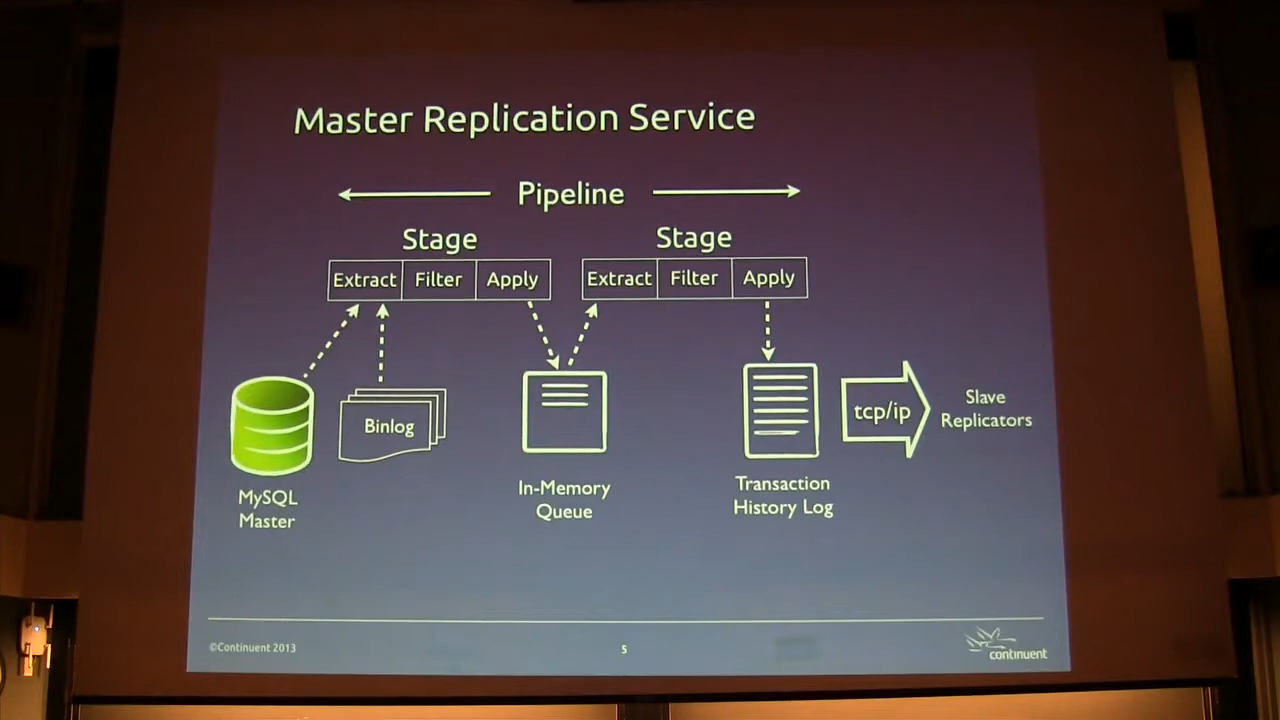 Master Replication Service
Pipeline
Stage
Stage
Extract Filter Apply
Extract Filter Apply
Binlog
tcp/ip
Slave
Replicators
MySQL
Master
In-Memory
Queue
Transaction
History Log
©Continuent 2013
5
continuent